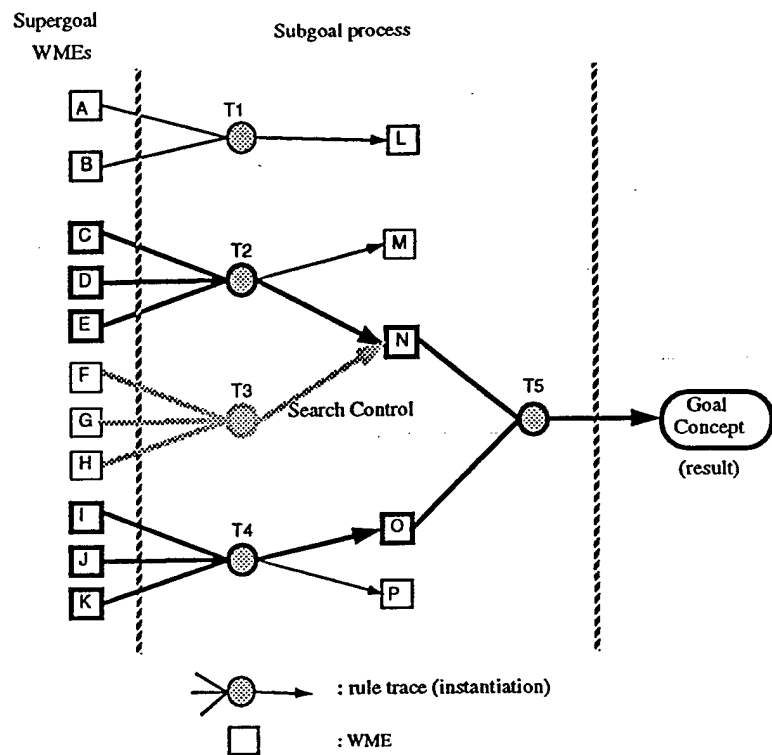 Supergoal
WMEs
Subgoal process
A
B
T1
L
C
D
E
T2
M
N
F
G
H
T3
Search Control
T5
Goal
Concept
(result)
I
J
K
T4
O
P
: rule trace (instantiation)
: WME